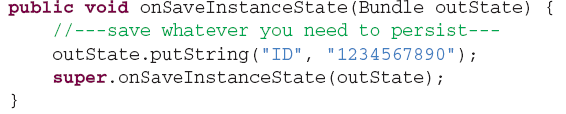 public void onSaveInstanceState(Bundle outState) {
    //---save whatever you need to persist---
    outState.putString("ID", "1234567890");
    super.onSaveInstanceState(outState);
}